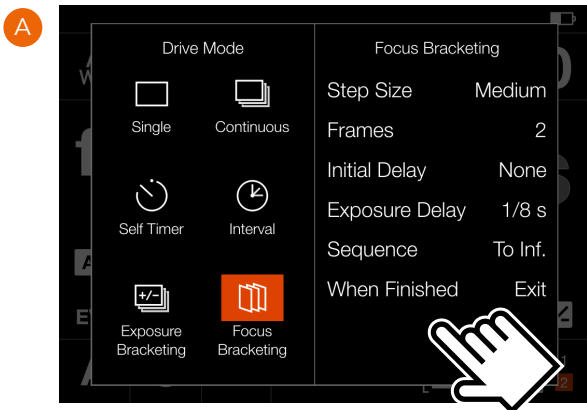 A
Drive Mode
Single
Continuous
Self Timer
Interval
+/-
Exposure
Bracketing
Focus
Bracketing
Focus Bracketing
Step Size Medium
Frames 2
Initial Delay None
Exposure Delay 1/8 s
Sequence To Inf.
When Finished Exit